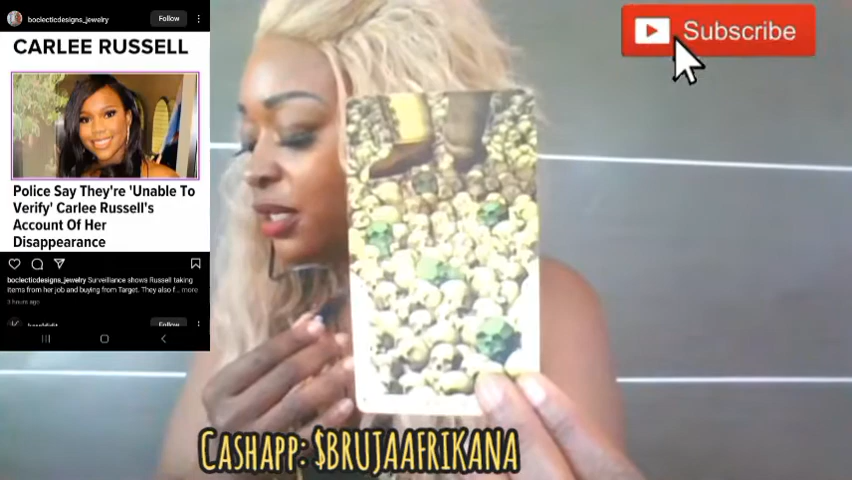 boclecticdesigns_jewelry
Follow
CARLEE RUSSELL
Police Say They're 'Unable To
Verify' Carlee Russell's
Account Of Her
Disappearance
boclecticdesigns_jewelry Surveillance shows Russell taking
items from her job and buying from Target. They also f... more
3 hours ago
Follow
Subscribe
CASHAPP: $BRUJAAFRIKANA